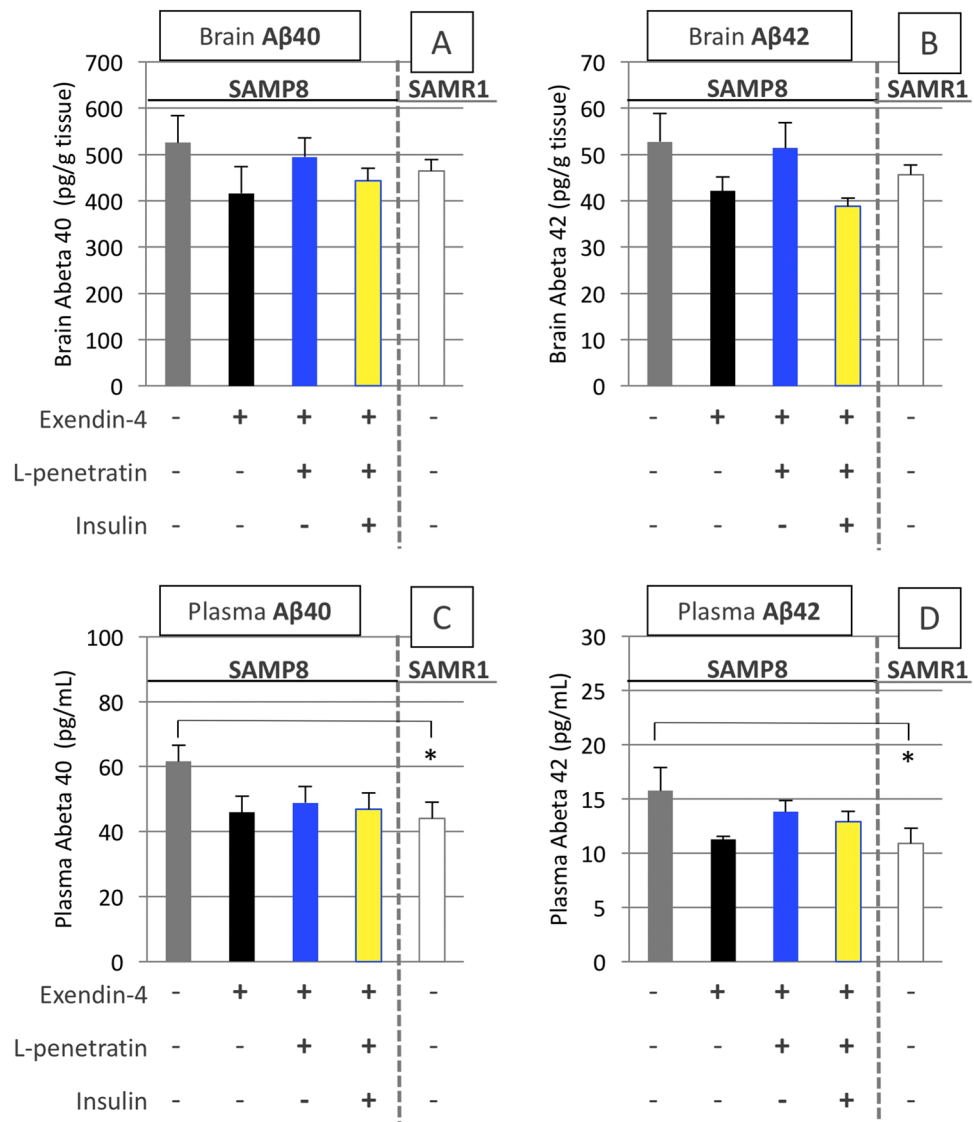 Brain Aβ40
A
700
600
500
400
300
200
100
0
Brain Abeta 40 (pg/g tissue)
SAMP8
SAMR1
Exendin-4 - + + + -
L-penetratin - - + + -
Insulin - - - + -
Brain Aβ42
B
70
60
50
40
30
20
10
0
Brain Abeta 42 (pg/g tissue)
SAMP8
SAMR1
- + + + -
- - + + -
- - - + -
Plasma Aβ40
C
100
80
60
40
20
0
Plasma Abeta 40 (pg/mL)
SAMP8
SAMR1
*
Exendin-4 - + + + -
L-penetratin - - + + -
Insulin - - - + -
Plasma Aβ42
D
30
25
20
15
10
5
0
Plasma Abeta 42 (pg/mL)
SAMP8
SAMR1
*
- + + + -
- - + + -
- - - + -